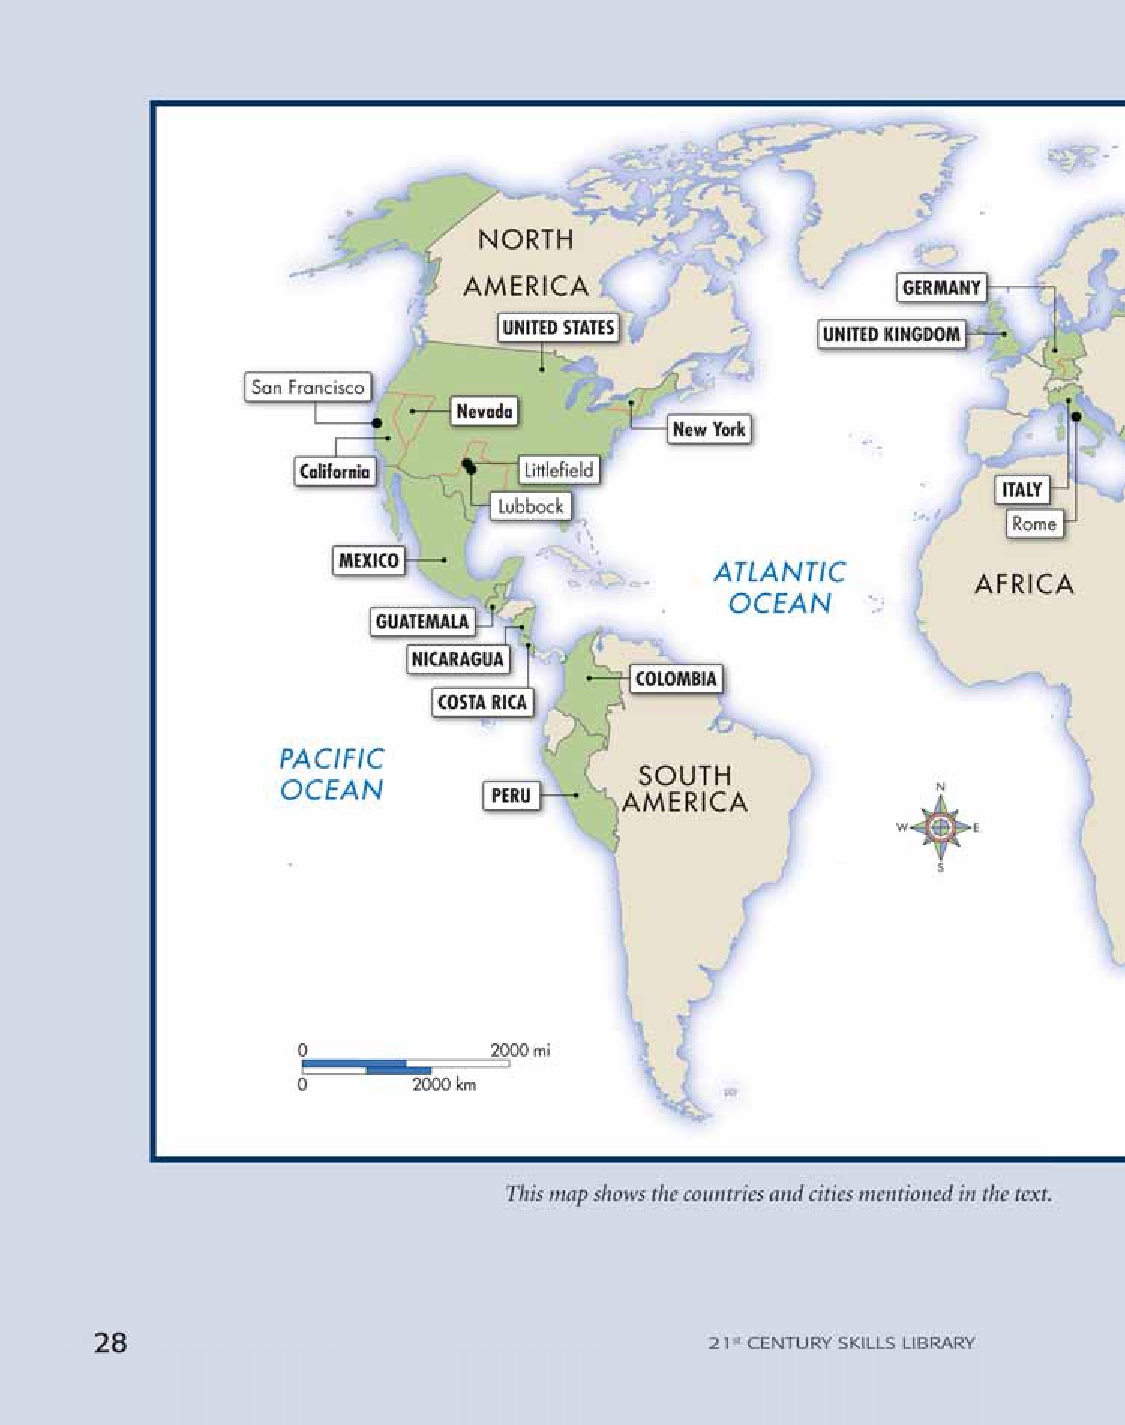 NORTH
AMERICA
GERMANY
UNITED STATES
UNITED KINGDOM
San Francisco
Nevada
New York
California
Littlefield
ITALY
Lubbock
Rome
MEXICO
ATLANTIC
OCEAN
AFRICA
GUATEMALA
NICARAGUA
COLOMBIA
COSTA RICA
PACIFIC
OCEAN
SOUTH
AMERICA
PERU
N
W E
S
0 2000 mi
0 2000 km
This map shows the countries and cities mentioned in the text.
28
21st CENTURY SKILLS LIBRARY